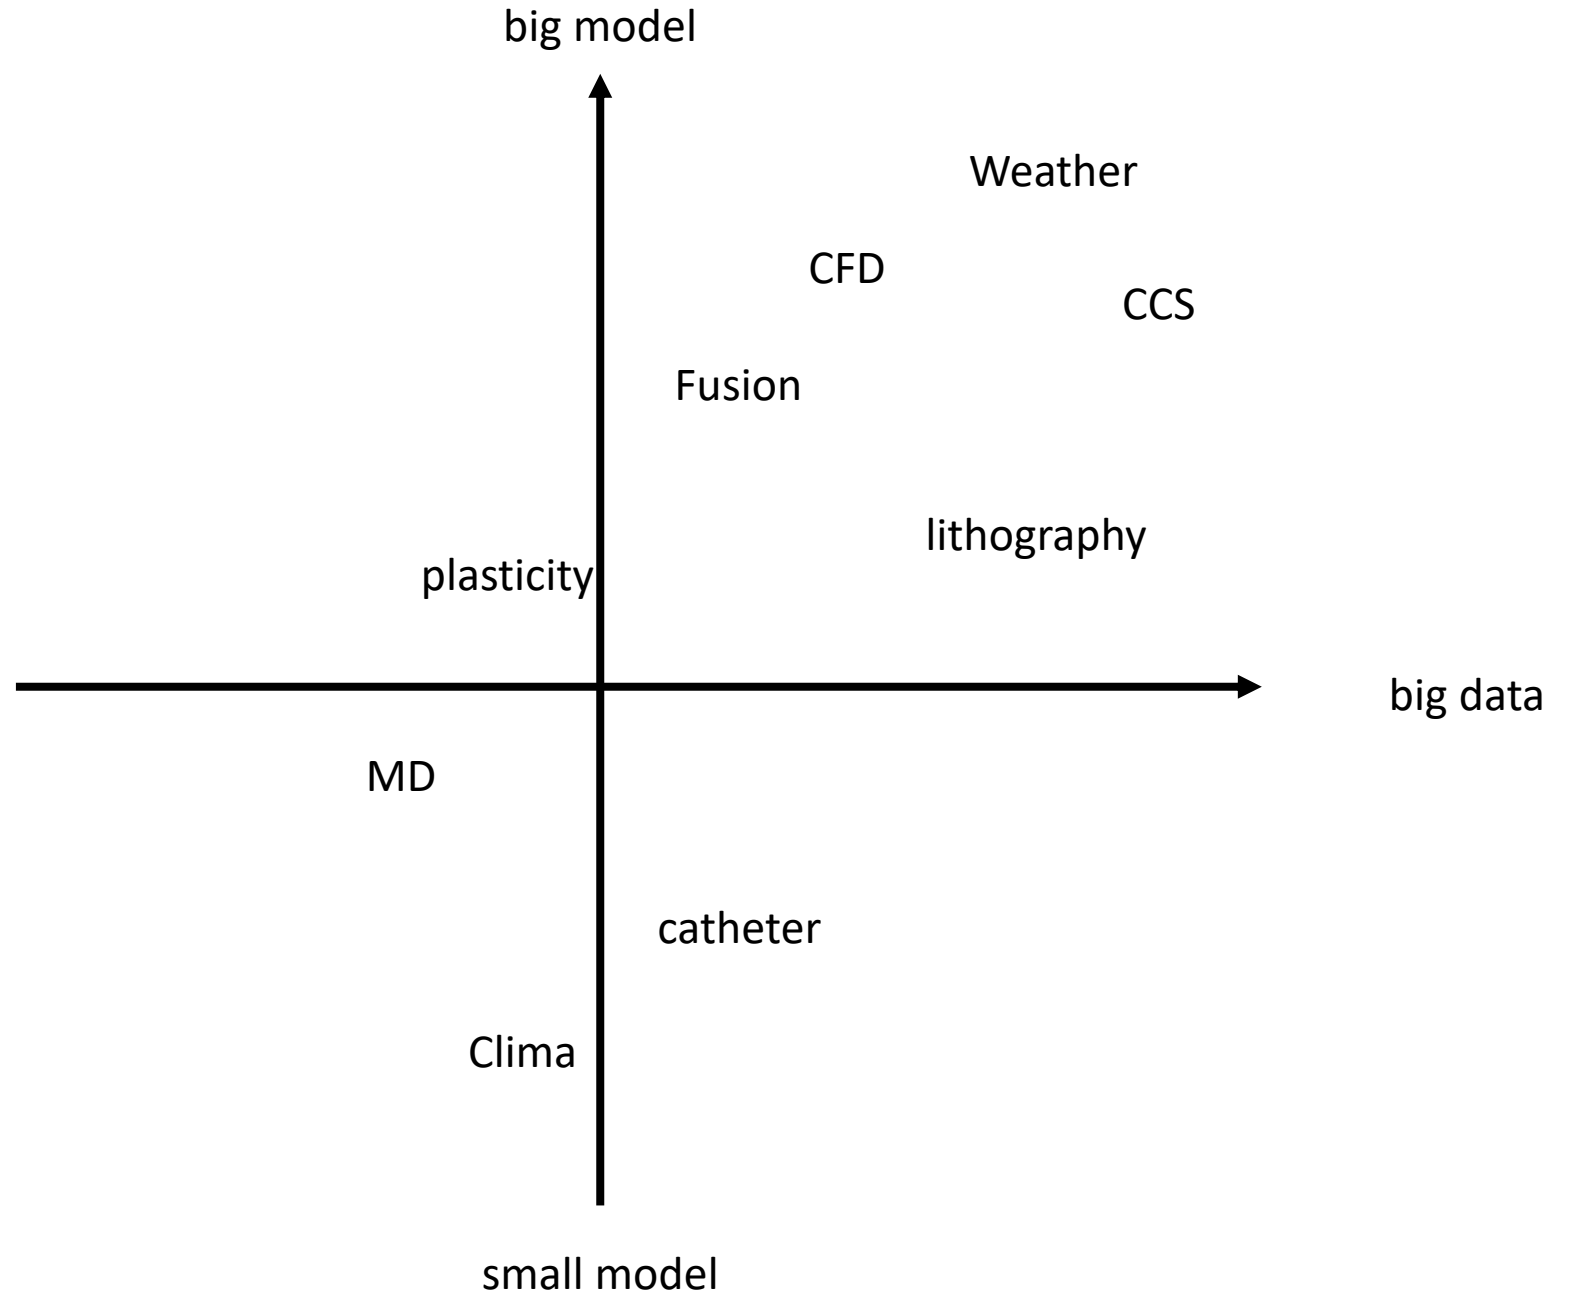 big model
Weather
CFD
CCS
Fusion
lithography
plasticity
big data
MD
catheter
Clima
small model